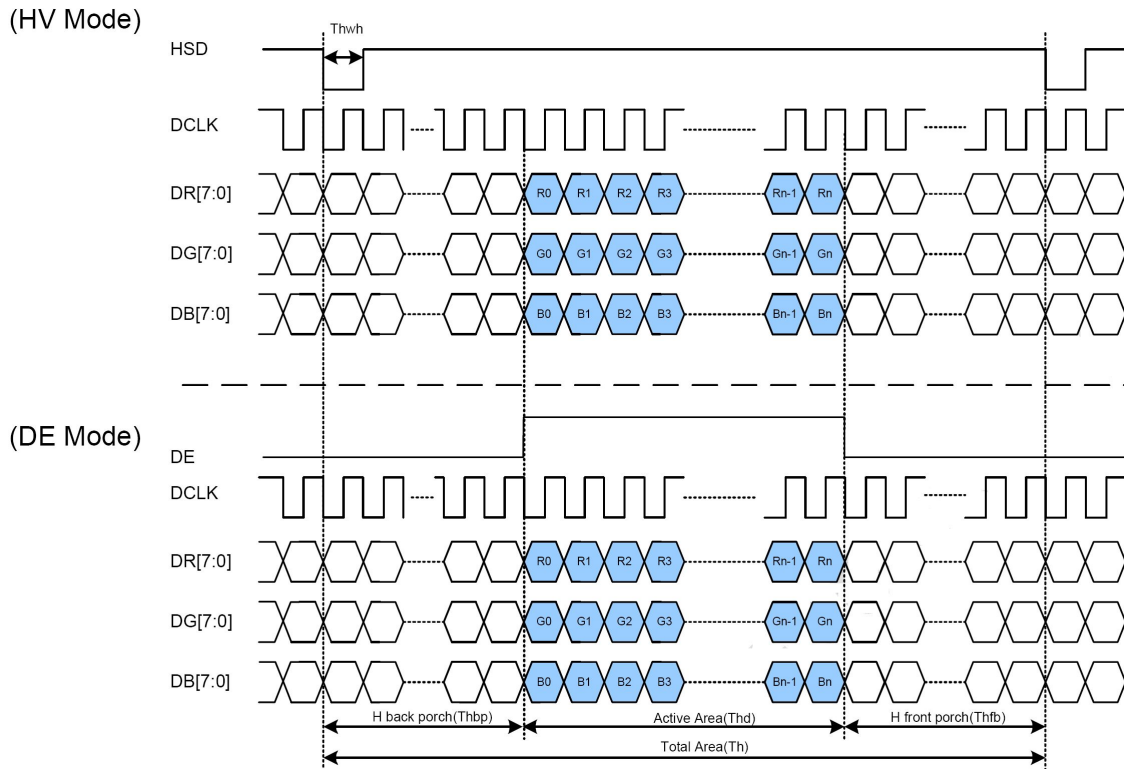 (HV Mode)
Thwh
HSD
DCLK
DR[7:0] R0 R1 R2 R3 Rn-1 Rn
DG[7:0] G0 G1 G2 G3 Gn-1 Gn
DB[7:0] B0 B1 B2 B3 Bn-1 Bn
(DE Mode)
DE
DCLK
DR[7:0] R0 R1 R2 R3 Rn-1 Rn
DG[7:0] G0 G1 G2 G3 Gn-1 Gn
DB[7:0] B0 B1 B2 B3 Bn-1 Bn
H back porch(Thbp) Active Area(Thd) H front porch(Thfb)
Total Area(Th)